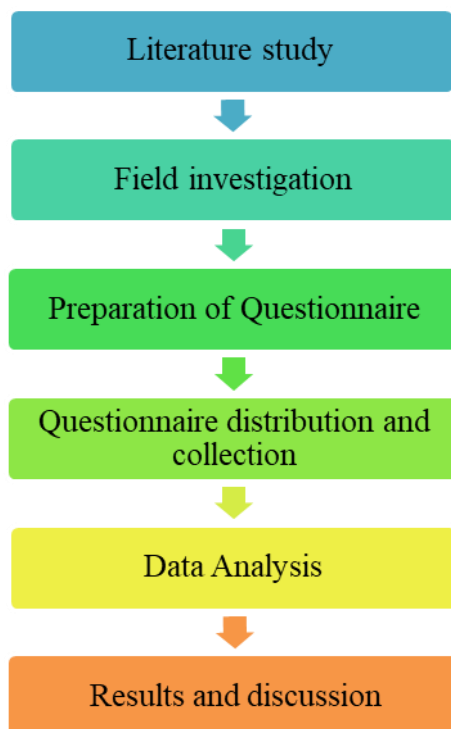 Literature study
Field investigation
Preparation of Questionnaire
Questionnaire distribution and
collection
Data Analysis
Results and discussion